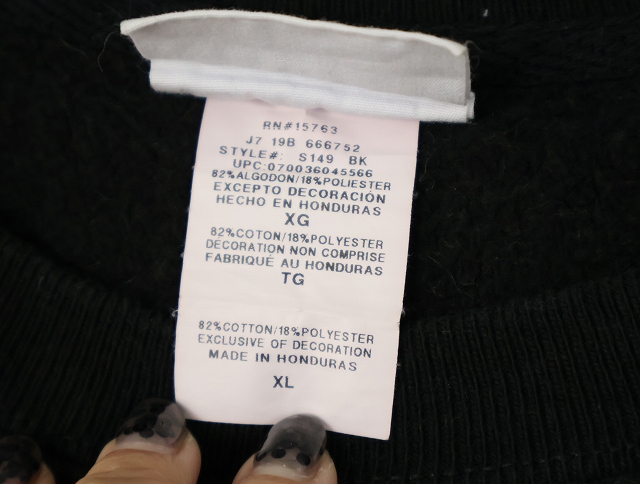 RN#15763
J7 19B 666752
STYLE#: S149 BK
UPC:070036045566
82%ALGODON/18%POLIESTER
EXCEPTO DECORACIÓN
HECHO EN HONDURAS
XG
82%COTON/18%POLYESTER
DECORATION NON COMPRISE
FABRIQUÉ AU HONDURAS
TG
82%COTTON/18%POLYESTER
EXCLUSIVE OF DECORATION
MADE IN HONDURAS
XL